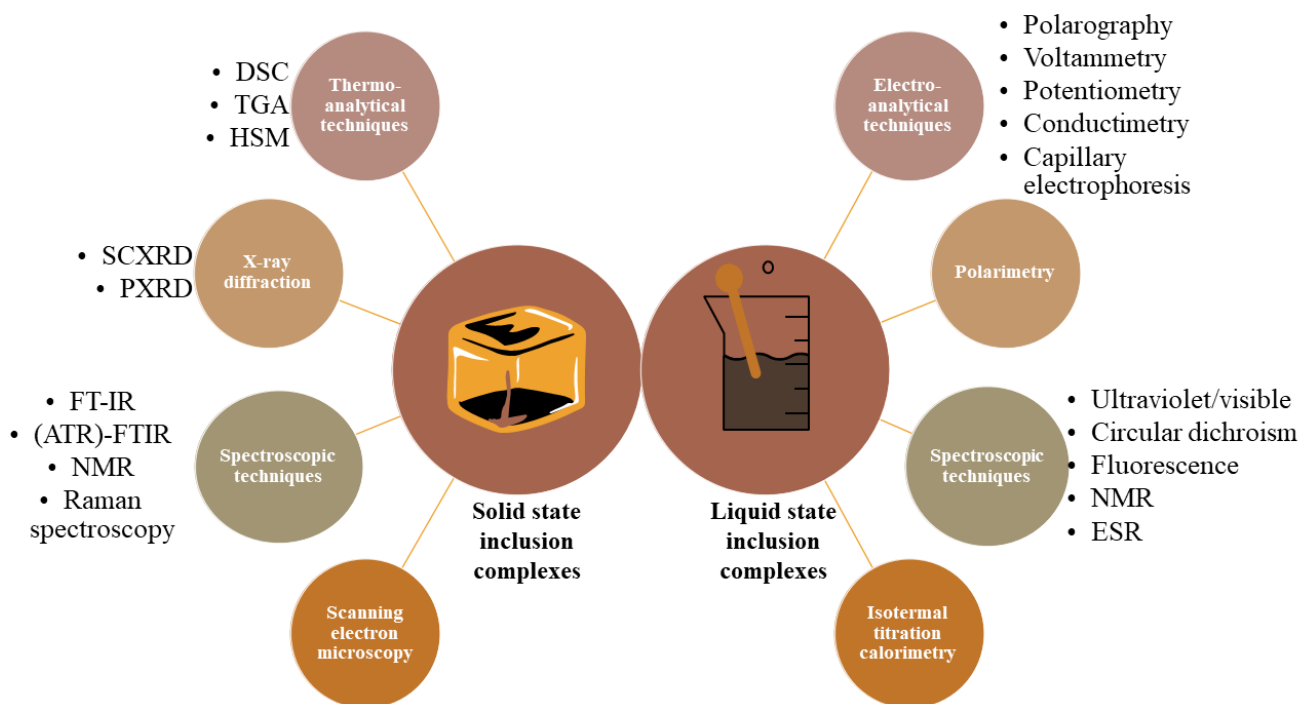 • DSC
• TGA
• HSM
Thermo-
analytical
techniques
• SCXRD
• PXRD
X-ray
diffraction
• FT-IR
• (ATR)-FTIR
• NMR
• Raman
spectroscopy
Spectroscopic
techniques
Scanning
electron
microscopy
Solid state
inclusion
complexes
Liquid state
inclusion
complexes
Electro-
analytical
techniques
• Polarography
• Voltammetry
• Potentiometry
• Conductimetry
• Capillary
electrophoresis
Polarimetry
Spectroscopic
techniques
• Ultraviolet/visible
• Circular dichroism
• Fluorescence
• NMR
• ESR
Isotermal
titration
calorimetry